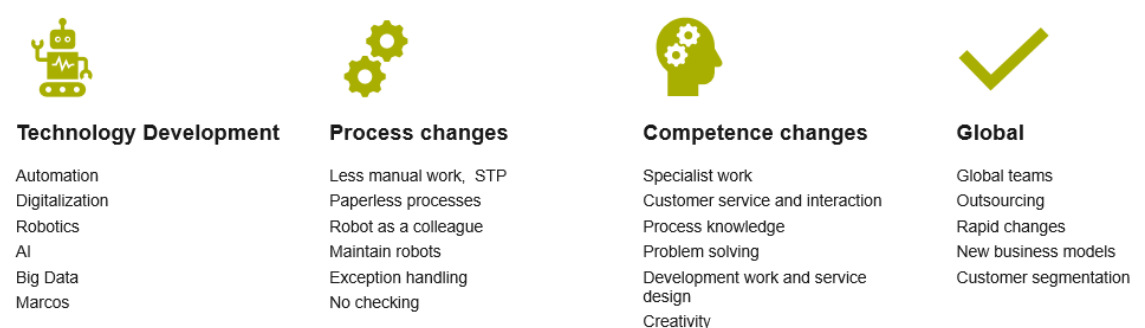 Technology Development
Automation
Digitalization
Robotics
AI
Big Data
Marcos
Process changes
Less manual work, STP
Paperless processes
Robot as a colleague
Maintain robots
Exception handling
No checking
Competence changes
Specialist work
Customer service and interaction
Process knowledge
Problem solving
Development work and service
design
Creativity
Global
Global teams
Outsourcing
Rapid changes
New business models
Customer segmentation